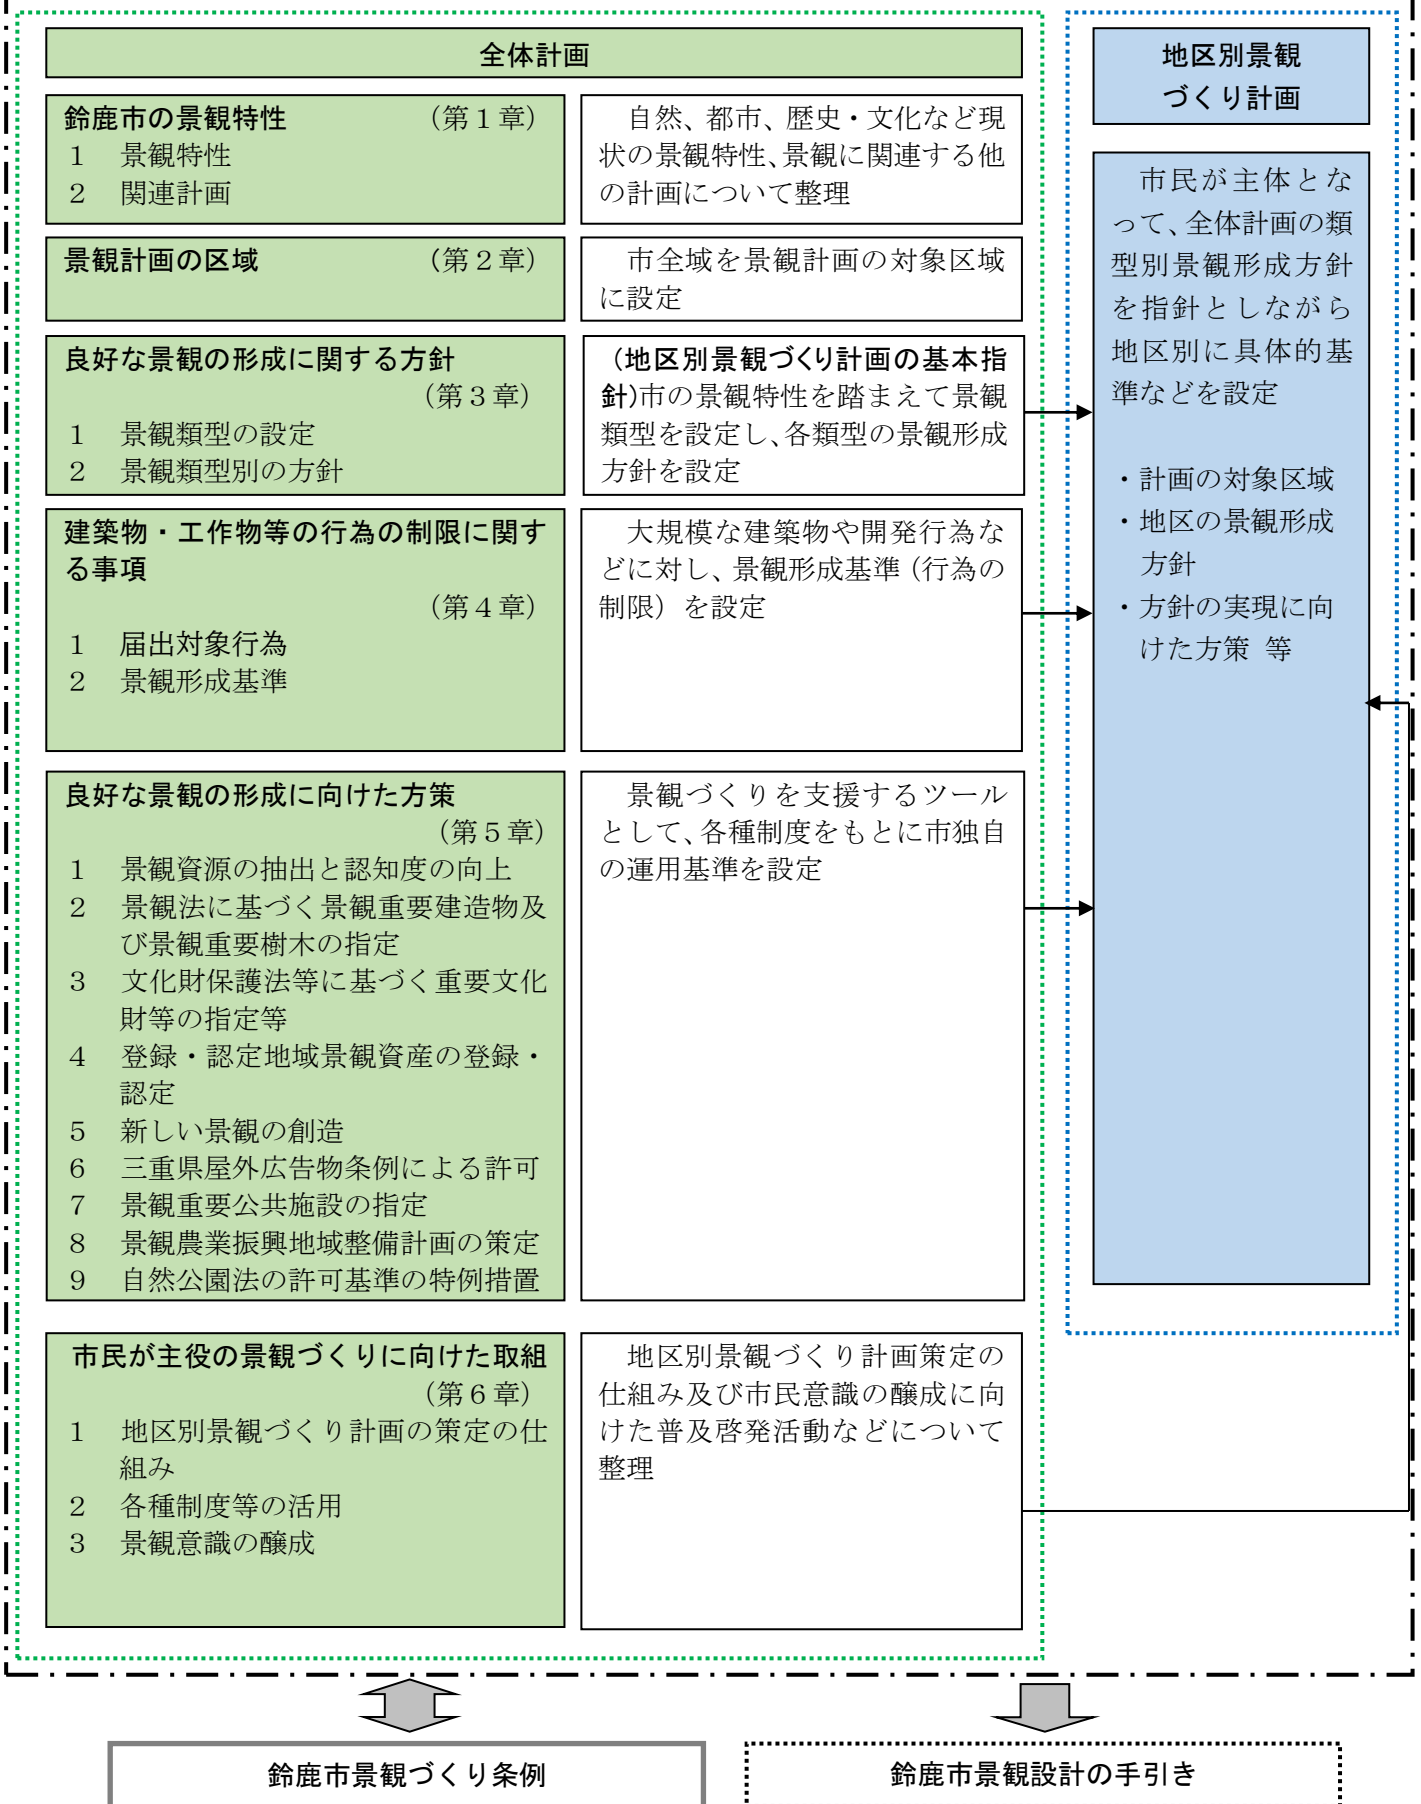 全体計画
鈴鹿市の景観特性 （第１章）
１ 景観特性
２ 関連計画
自然、都市、歴史・文化など現
状の景観特性、景観に関連する他
の計画について整理
景観計画の区域 （第２章）
市全域を景観計画の対象区域
に設定
良好な景観の形成に関する方針
（第３章）
１ 景観類型の設定
２ 景観類型別の方針
（地区別景観づくり計画の基本指
針）市の景観特性を踏まえて景観
類型を設定し、各類型の景観形成
方針を設定
建築物・工作物等の行為の制限に関す
る事項
（第４章）
１ 届出対象行為
２ 景観形成基準
大規模な建築物や開発行為な
どに対し、景観形成基準（行為の
制限）を設定
良好な景観の形成に向けた方策
（第５章）
１ 景観資源の抽出と認知度の向上
２ 景観法に基づく景観重要建造物及
び景観重要樹木の指定
３ 文化財保護法等に基づく重要文化
財等の指定等
４ 登録・認定地域景観資産の登録・
認定
５ 新しい景観の創造
６ 三重県屋外広告物条例による許可
７ 景観重要公共施設の指定
８ 景観農業振興地域整備計画の策定
９ 自然公園法の許可基準の特例措置
景観づくりを支援するツール
として、各種制度をもとに市独自
の運用基準を設定
市民が主役の景観づくりに向けた取組
（第６章）
１ 地区別景観づくり計画の策定の仕
組み
２ 各種制度等の活用
３ 景観意識の醸成
地区別景観づくり計画策定の
仕組み及び市民意識の醸成に向
けた普及啓発活動などについて
整理
地区別景観
づくり計画
市民が主体とな
って、全体計画の類
型別景観形成方針
を指針としながら
地区別に具体的基
準などを設定
・計画の対象区域
・地区の景観形成
方針
・方針の実現に向
けた方策 等
鈴鹿市景観づくり条例
鈴鹿市景観設計の手引き